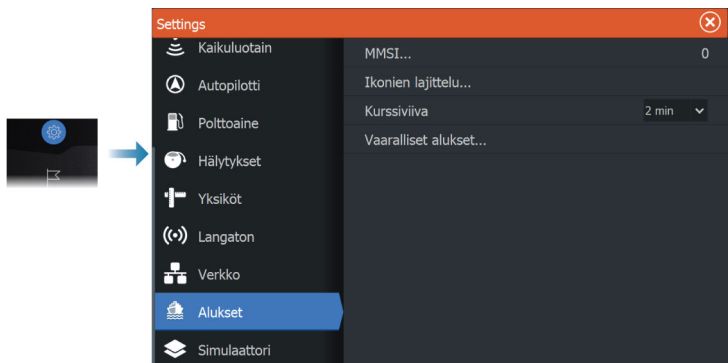 Settings
Kaikuluotain
Autopilotti
Polttoaine
Hälytykset
Yksiköt
Langaton
Verkko
Alukset
Simulaattori
MMSI... 0
Ikonien lajittelu...
Kurssiviiva 2 min
Vaaralliset alukset...